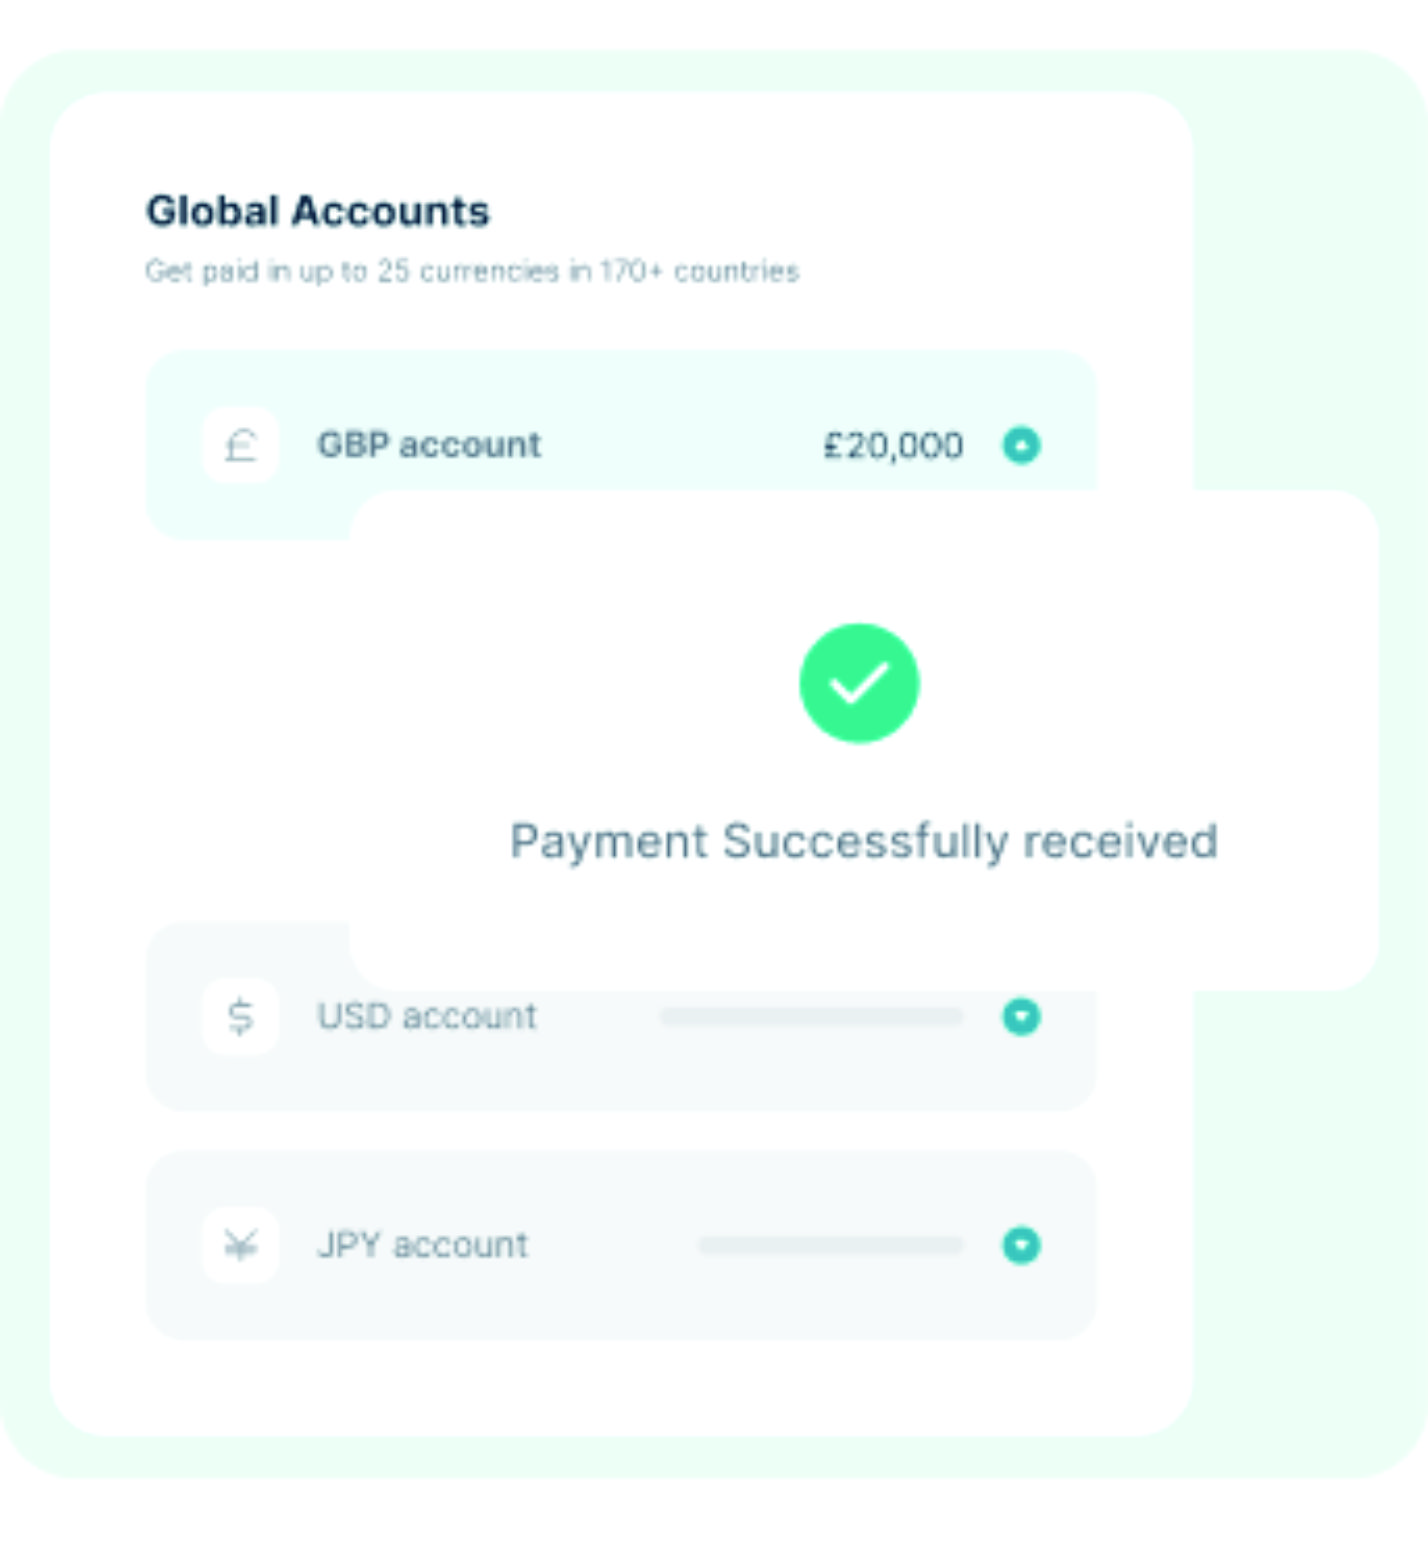 Global Accounts
Get paid in up to 25 currencies in 170+ countries
£ GBP account £20,000
Payment Successfully received
$ USD account
¥ JPY account